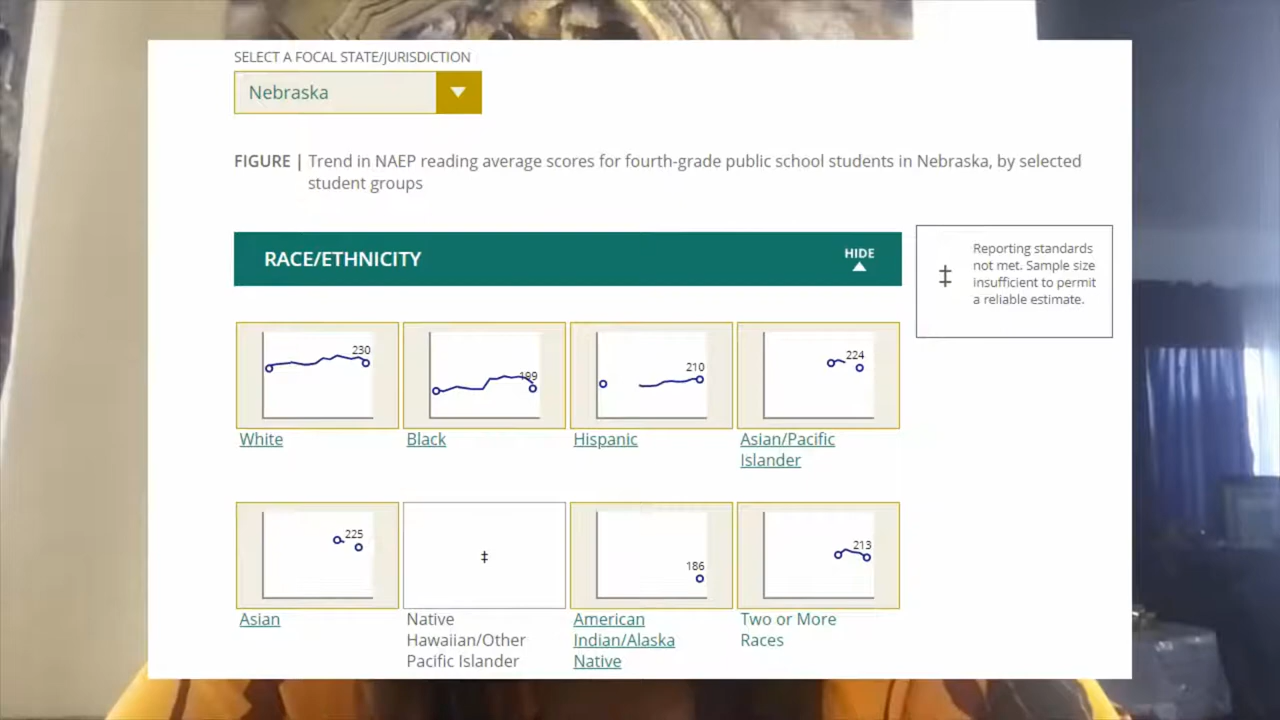 SELECT A FOCAL STATE/JURISDICTION
Nebraska
FIGURE | Trend in NAEP reading average scores for fourth-grade public school students in Nebraska, by selected
student groups
RACE/ETHNICITY
HIDE
‡
Reporting standards
not met. Sample size
insufficient to permit
a reliable estimate.
230
199
210
224
White
Black
Hispanic
Asian/Pacific
Islander
225
‡
186
213
Asian
Native
Hawaiian/Other
Pacific Islander
American
Indian/Alaska
Native
Two or More
Races